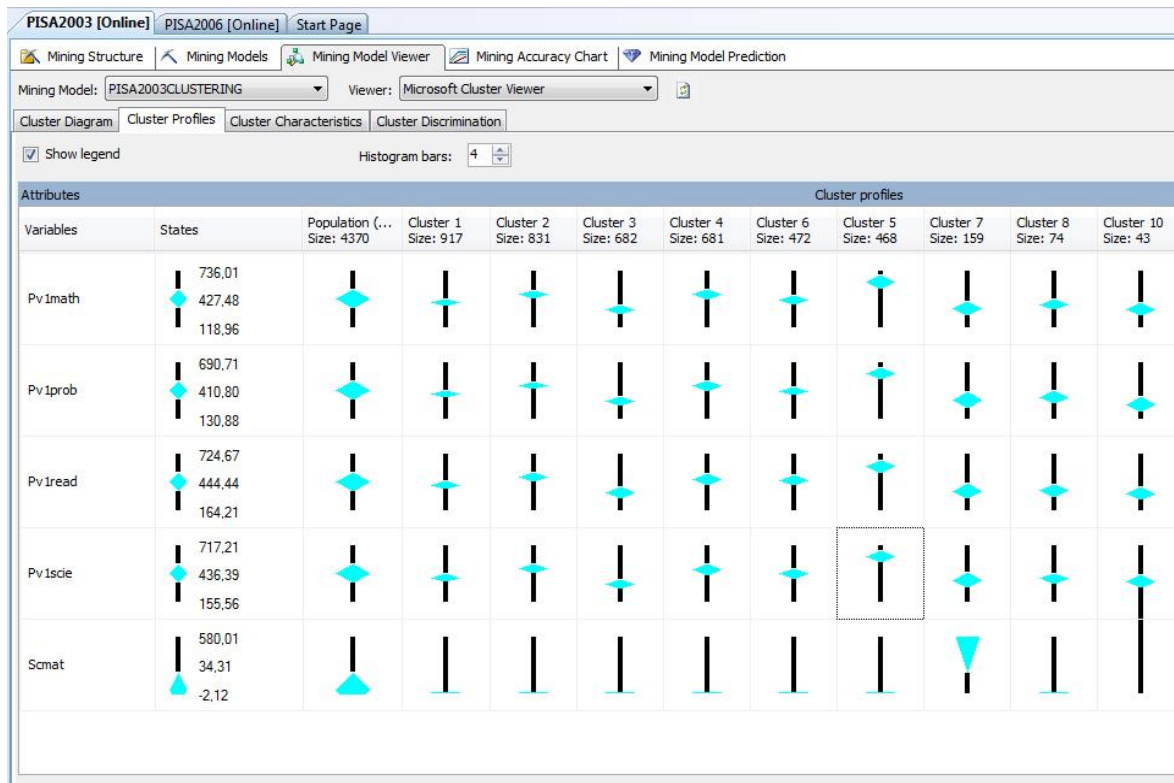 PISA2003 [Online] PISA2006 [Online] Start Page
Mining Structure Mining Models Mining Model Viewer Mining Accuracy Chart Mining Model Prediction
Mining Model: PISA2003CLUSTERING Viewer: Microsoft Cluster Viewer
Cluster Diagram Cluster Profiles Cluster Characteristics Cluster Discrimination
Show legend Histogram bars: 4
Attributes Cluster profiles
Variables States Population (... Cluster 1 Cluster 2 Cluster 3 Cluster 4 Cluster 6 Cluster 5 Cluster 7 Cluster 8 Cluster 10
Size: 4370 Size: 917 Size: 831 Size: 682 Size: 681 Size: 472 Size: 468 Size: 159 Size: 74 Size: 43
736,01
Pv1math 427,48
118,96
690,71
Pv1prob 410,80
130,88
724,67
Pv1read 444,44
164,21
717,21
Pv1scie 436,39
155,56
580,01
Scmat 34,31
-2,12